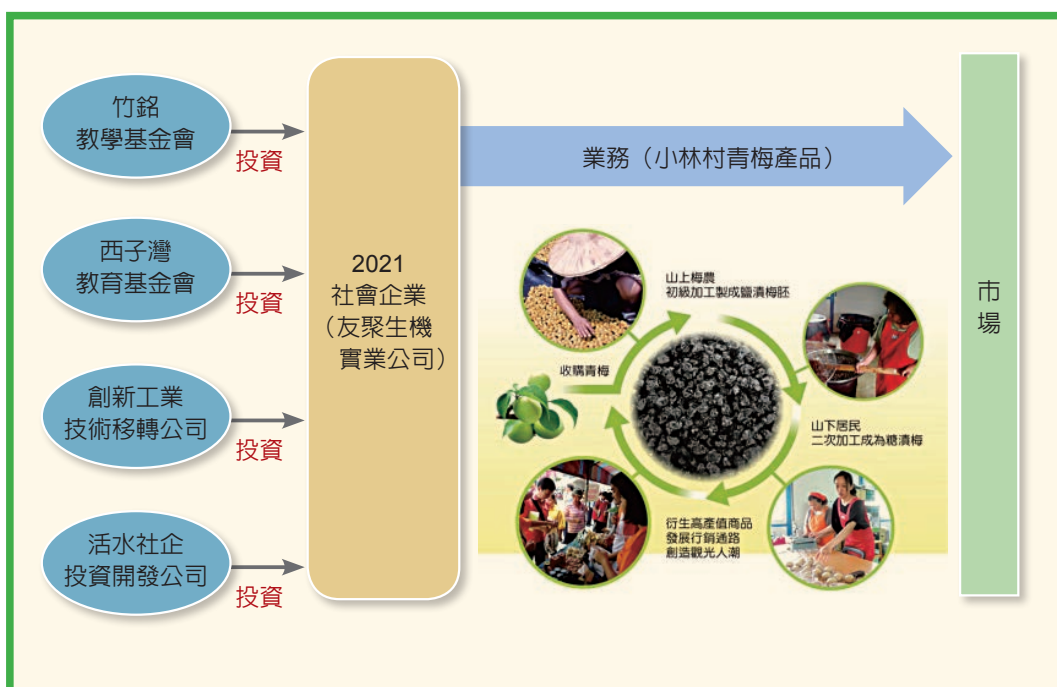 竹銘
教學基金會
投資
西子灣
教育基金會
投資
創新工業
技術移轉公司
投資
活水社企
投資開發公司
投資
2021
社會企業
（友聚生機
實業公司）
業務（小林村青梅產品）
山上梅農
初級加工製成鹽漬梅胚
收購青梅
山下居民
二次加工成為糖漬梅
衍生高產值商品
發展行銷通路
創造觀光人潮
市
場